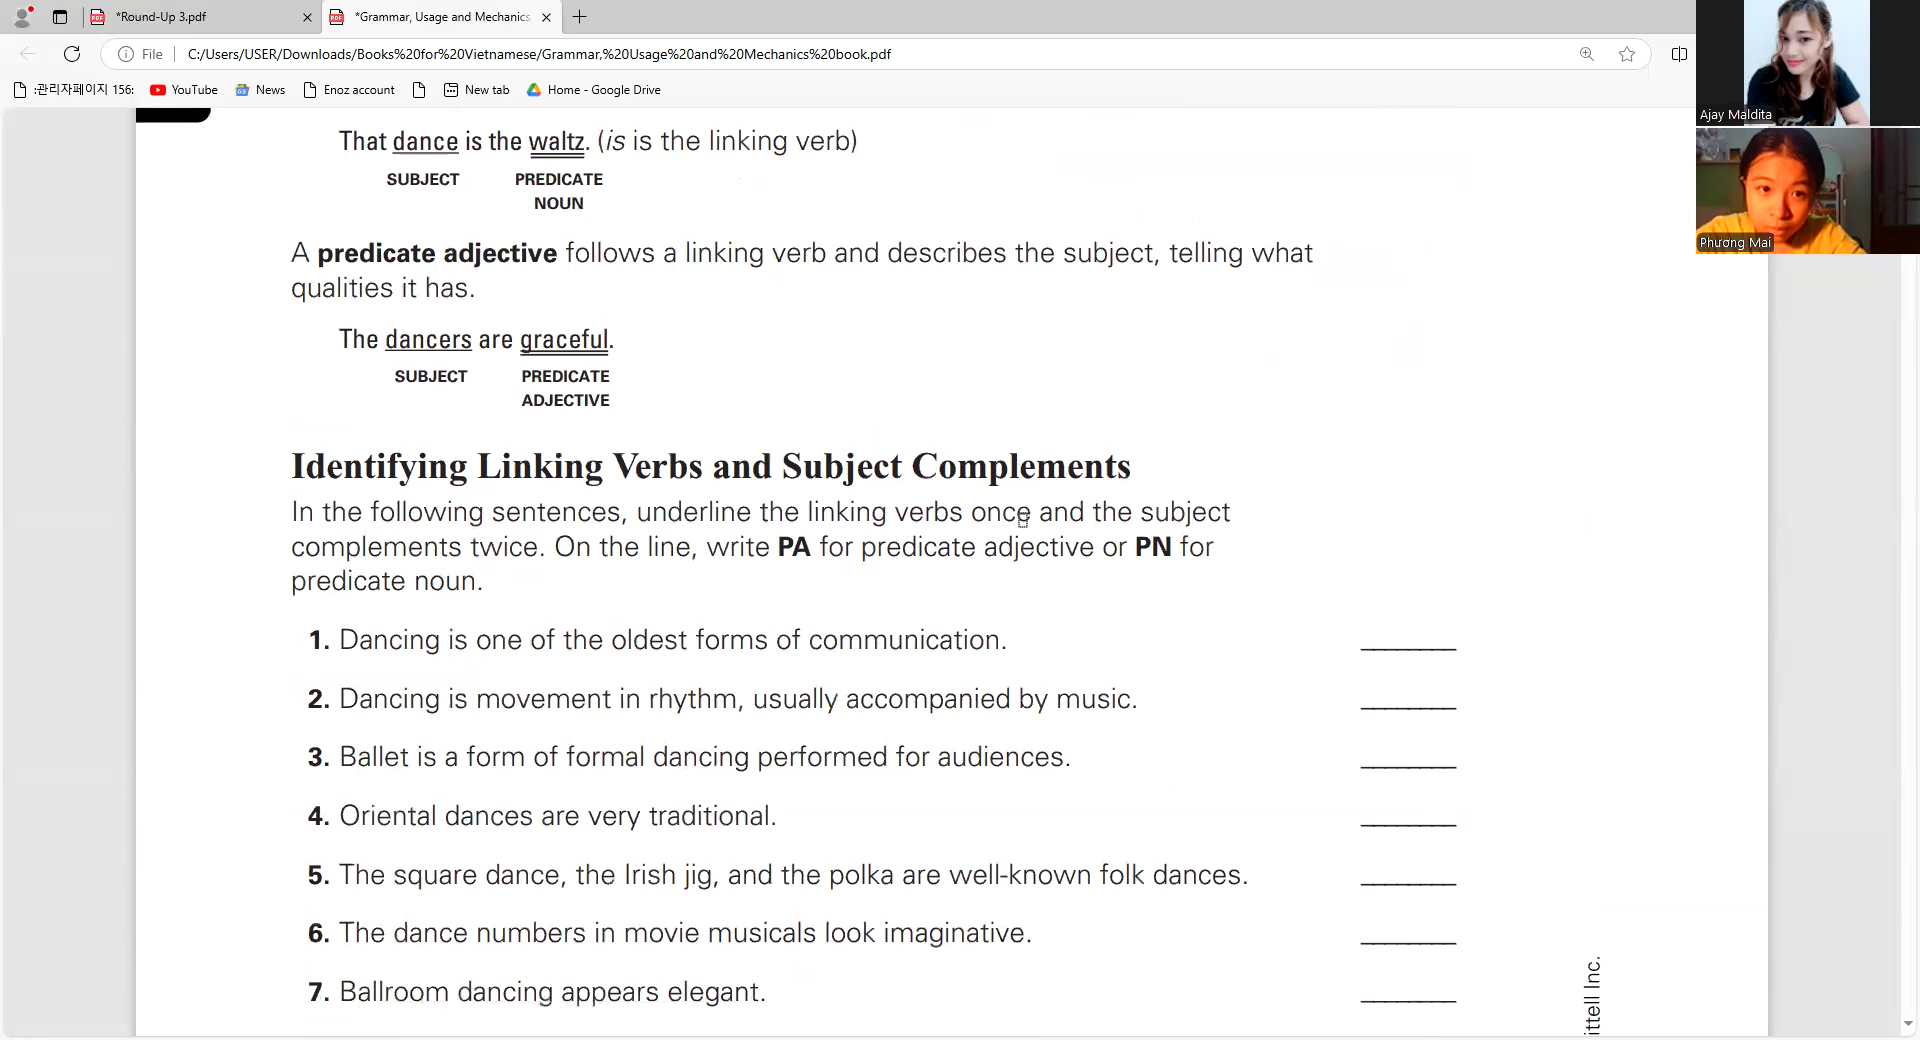 *Round-Up 3.pdf
*Grammar, Usage and Mechanics
File
C:/Users/USER/Downloads/Books%20for%20Vietnamese/Grammar,%20Usage%20and%20Mechanics%20book.pdf
:관리자페이지 156:
YouTube
News
Enoz account
New tab
Home - Google Drive
Ajay Maldita
Phương Mai
That dance is the waltz. (is is the linking verb)
SUBJECT PREDICATE
NOUN
A predicate adjective follows a linking verb and describes the subject, telling what
qualities it has.
The dancers are graceful.
SUBJECT PREDICATE
ADJECTIVE
Identifying Linking Verbs and Subject Complements
In the following sentences, underline the linking verbs once and the subject
complements twice. On the line, write PA for predicate adjective or PN for
predicate noun.
1. Dancing is one of the oldest forms of communication. ________
2. Dancing is movement in rhythm, usually accompanied by music. ________
3. Ballet is a form of formal dancing performed for audiences. ________
4. Oriental dances are very traditional. ________
5. The square dance, the Irish jig, and the polka are well-known folk dances. ________
6. The dance numbers in movie musicals look imaginative. ________
7. Ballroom dancing appears elegant. ________
ittell Inc.